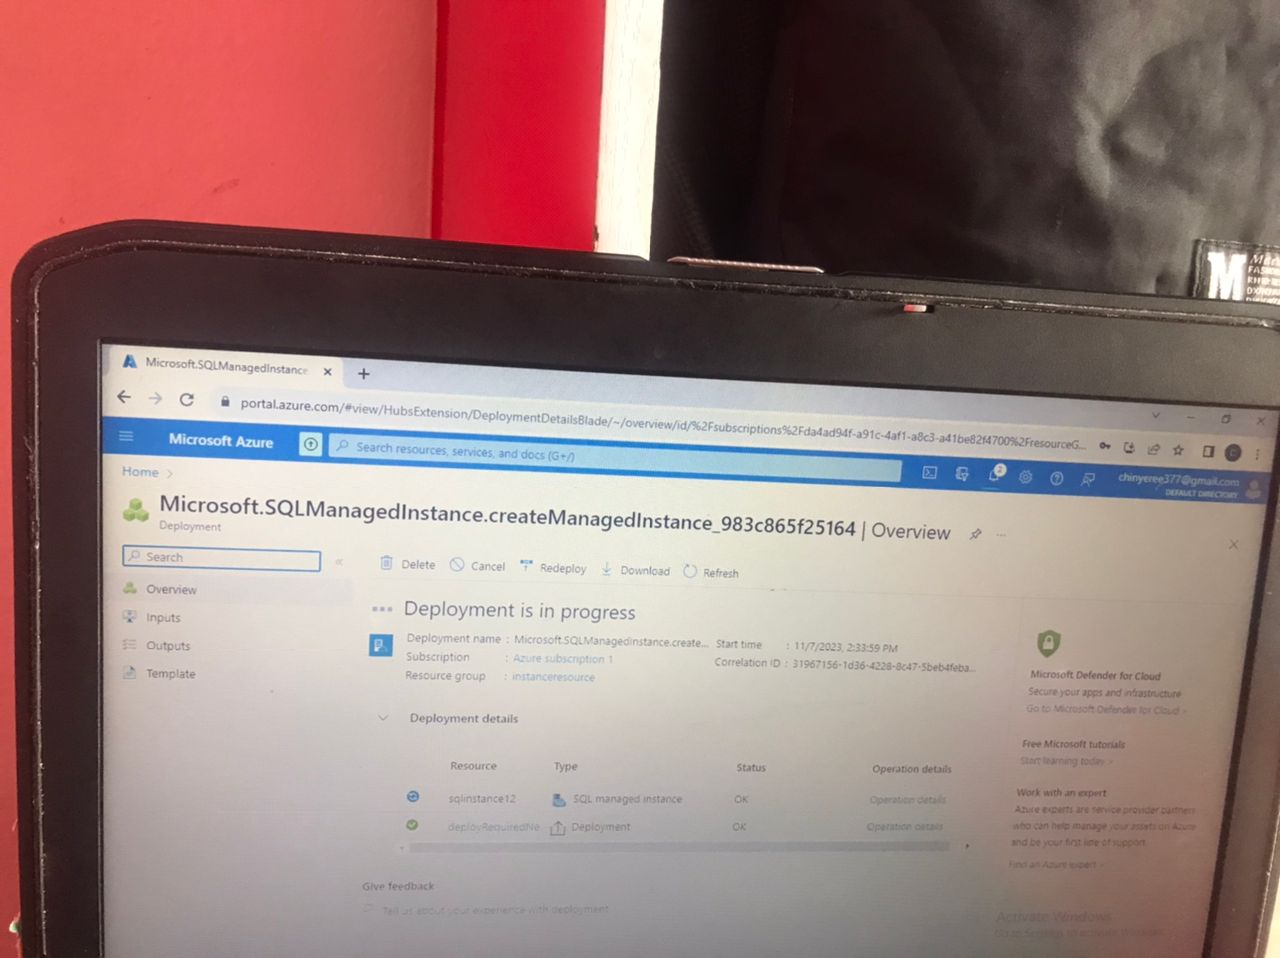 M
Microsoft.SQLManagedInstance
portal.azure.com/#view/HubsExtension/DeploymentDetailsBlade/~/overview/id/%2Fsubscriptions%2Fda4ad94f-a91c-4af1-a8c3-a41be82f4700%2FresourceG...
Microsoft Azure
Search resources, services, and docs (G+/)
2
chinyeree377@gmail.com
DEFAULT DIRECTORY
Home >
Microsoft.SQLManagedInstance.createManagedInstance_983c865f25164 | Overview
Deployment
Search
Delete Cancel Redeploy Download Refresh
Overview
Inputs
Outputs
Template
Deployment is in progress
Deployment name : Microsoft.SQLManagedInstance.create...
Subscription : Azure subscription 1
Resource group : instanceresource
Start time : 11/7/2023, 2:33:59 PM
Correlation ID : 31967156-1d36-4228-8c47-5beb4feba...
Deployment details
Resource Type Status Operation details
sqlinstance12 SQL managed instance OK Operation details
deployRequiredNe Deployment OK Operation details
Give feedback
Tell us about your experience with deployment
Microsoft Defender for Cloud
Secure your apps and infrastructure
Go to Microsoft Defender for Cloud >
Free Microsoft tutorials
Start learning today >
Work with an expert
Azure experts are service provider partners
who can help manage your assets on Azure
and be your first line of support.
Find an Azure expert >
Activate Windows
Go to Settings to activate Windows.